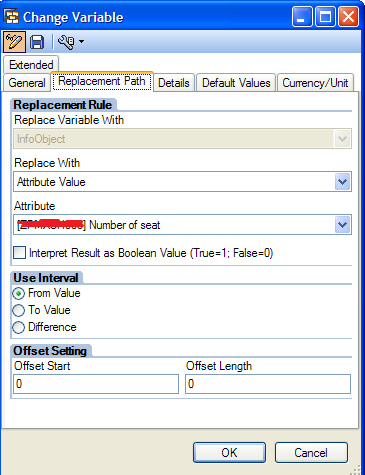 Change Variable
Extended
General Replacement Path Details Default Values Currency/Unit
Replacement Rule
Replace Variable With
InfoObject
Replace With
Attribute Value
Attribute
Number of seat
Interpret Result as Boolean Value (True=1; False=0)
Use Interval
From Value
To Value
Difference
Offset Setting
Offset Start Offset Length
0 0
OK Cancel